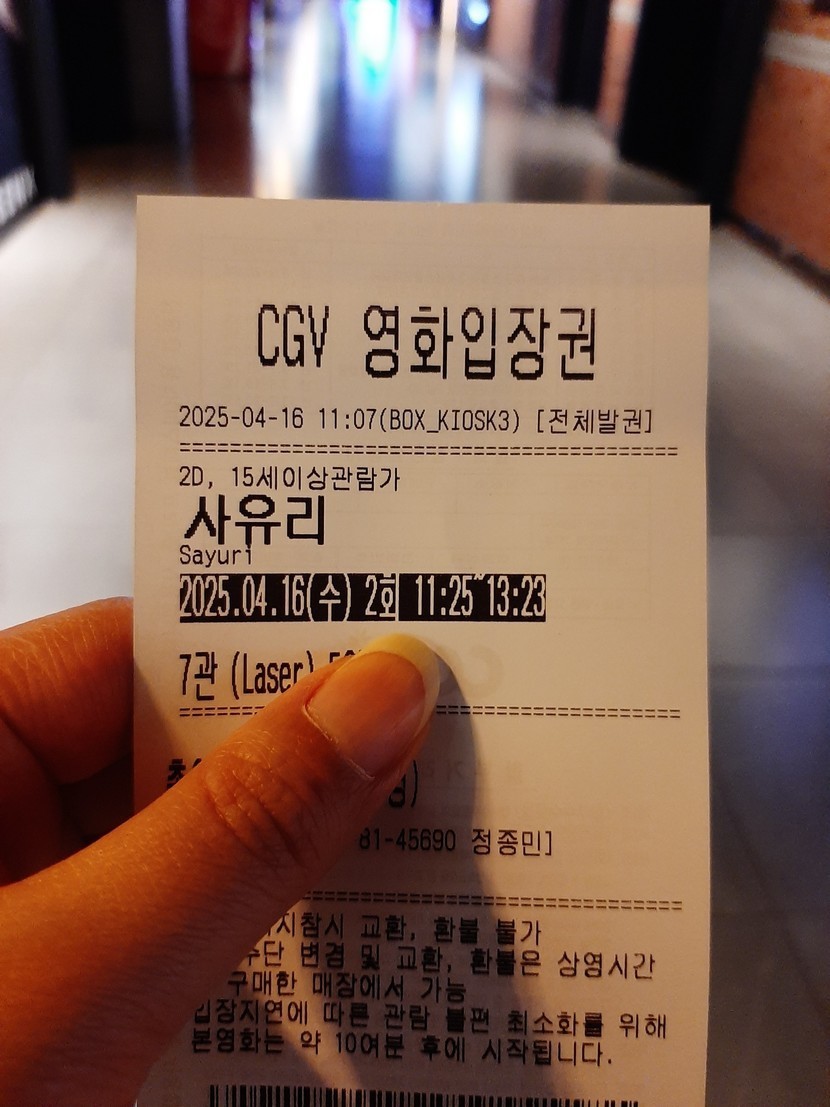 CGV 영화입장권
2025-04-16 11:07(BOX_KIOSK3) [전체발권]
2D, 15세이상관람가
사유리
Sayuri
2025.04.16(수) 2회 11:25~13:23
7관 (Laser)
81-45690 정종민]
지참시 교환, 환불 불가
변경 및 교환, 환불은 상영시간
구매한 매장에서 가능
입장지연에 따른 관람 불편 최소화를 위해
본영화는 약 10여분 후에 시작됩니다.